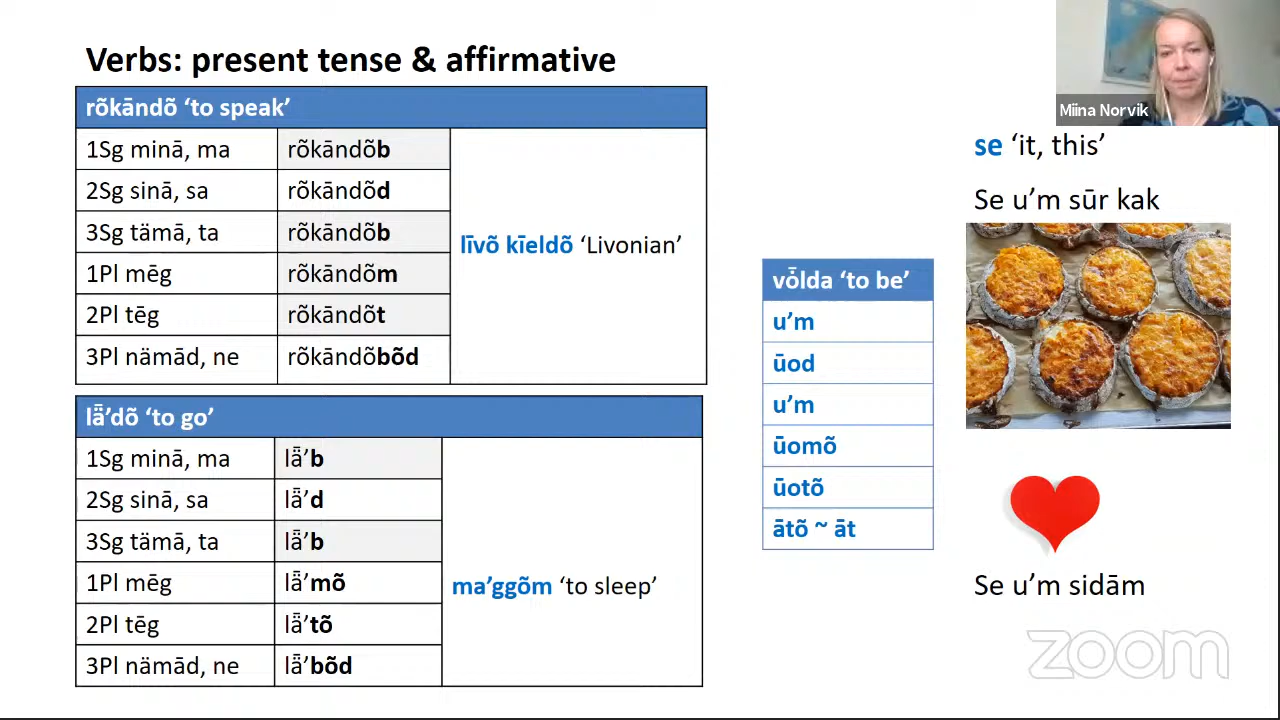 Verbs: present tense & affirmative
rõkāndõ ‘to speak’
1Sg minā, ma rõkāndõb
2Sg sinā, sa rõkāndõd
3Sg tämā, ta rõkāndõb
1Pl mēg rõkāndõm
2Pl tēg rõkāndõt
3Pl nämād, ne rõkāndõbõd
līvõ kīeldõ ‘Livonian’
lǟ’dõ ‘to go’
1Sg minā, ma lǟ’b
2Sg sinā, sa lǟ’d
3Sg tämā, ta lǟ’b
1Pl mēg lǟ’mõ
2Pl tēg lǟ’tõ
3Pl nämād, ne lǟ’bõd
ma’ggõm ‘to sleep’
vȱlda ‘to be’
u’m
ūod
u’m
ūomõ
ūotõ
ātõ ~ āt
Miina Norvik
se ‘it, this’
Se u’m sūr kak
Se u’m sidām
zoom